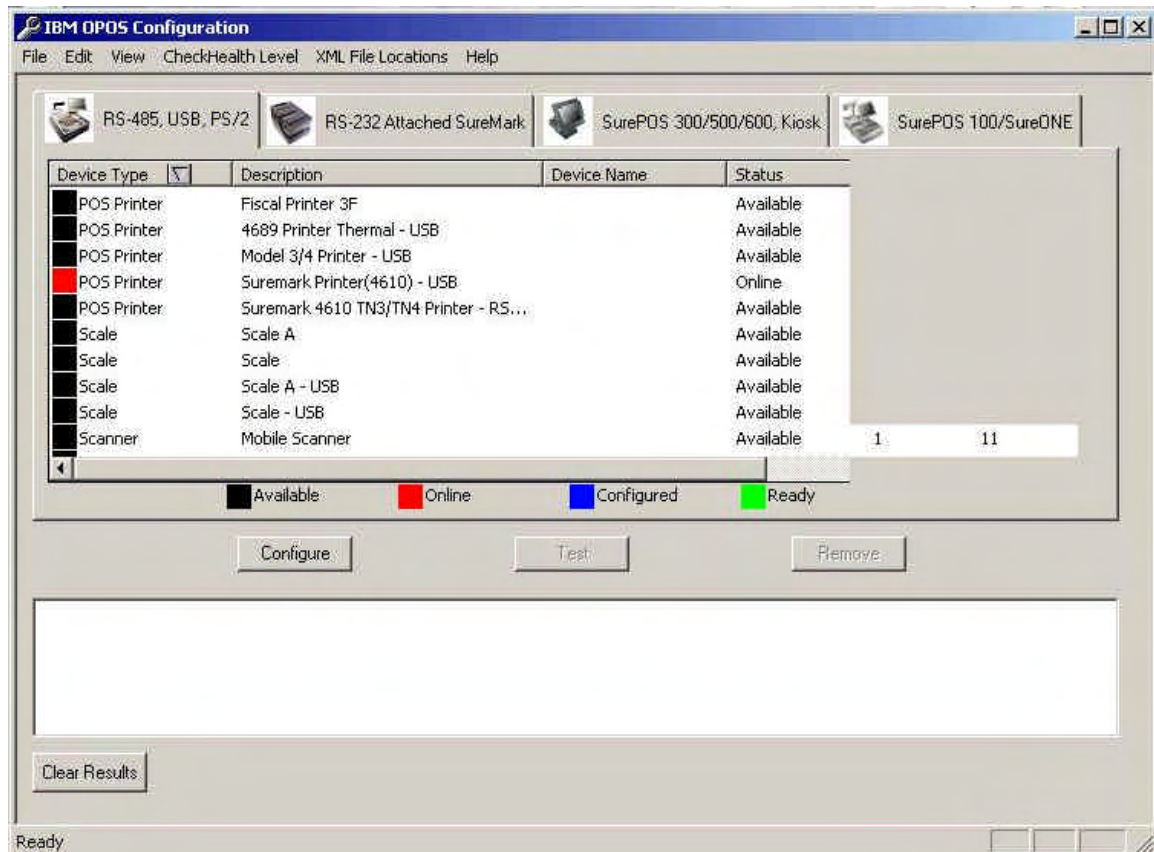 IBM OPOS Configuration
File Edit View CheckHealth Level XML File Locations Help
RS-485, USB, PS/2 RS-232 Attached SureMark SurePOS 300/500/600, Kiosk SurePOS 100/SureONE
Device Type Description Device Name Status
POS Printer Fiscal Printer 3F Available
POS Printer 4689 Printer Thermal - USB Available
POS Printer Model 3/4 Printer - USB Available
POS Printer Suremark Printer(4610) - USB Online
POS Printer Suremark 4610 TN3/TN4 Printer - RS... Available
Scale Scale A Available
Scale Scale Available
Scale Scale A - USB Available
Scale Scale - USB Available
Scanner Mobile Scanner Available 1 11
Available Online Configured Ready
Configure Test Remove
Clear Results
Ready